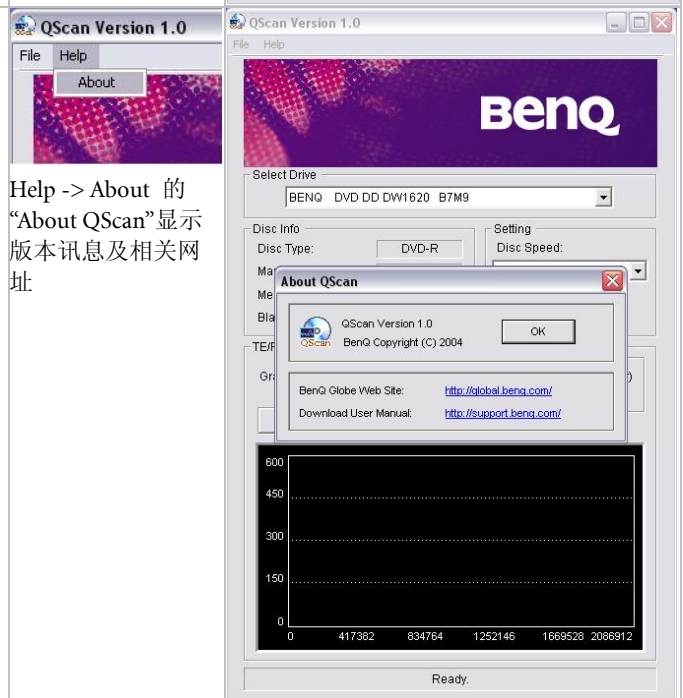 QScan Version 1.0
File Help
About
Help -> About 的
“About QScan”显示
版本讯息及相关网
址
QScan Version 1.0
File Help
BenQ
Select Drive
BENQ DVD DD DW1620 B7M9
Disc Info
Setting
Disc Type: DVD-R
Disc Speed:
About QScan
QScan
QScan Version 1.0
BenQ Copyright (C) 2004
OK
BenQ Globe Web Site: http://global.benq.com/
Download User Manual: http://support.benq.com/
600
450
300
150
0
0 417382 834764 1252146 1669528 2086912
Ready.